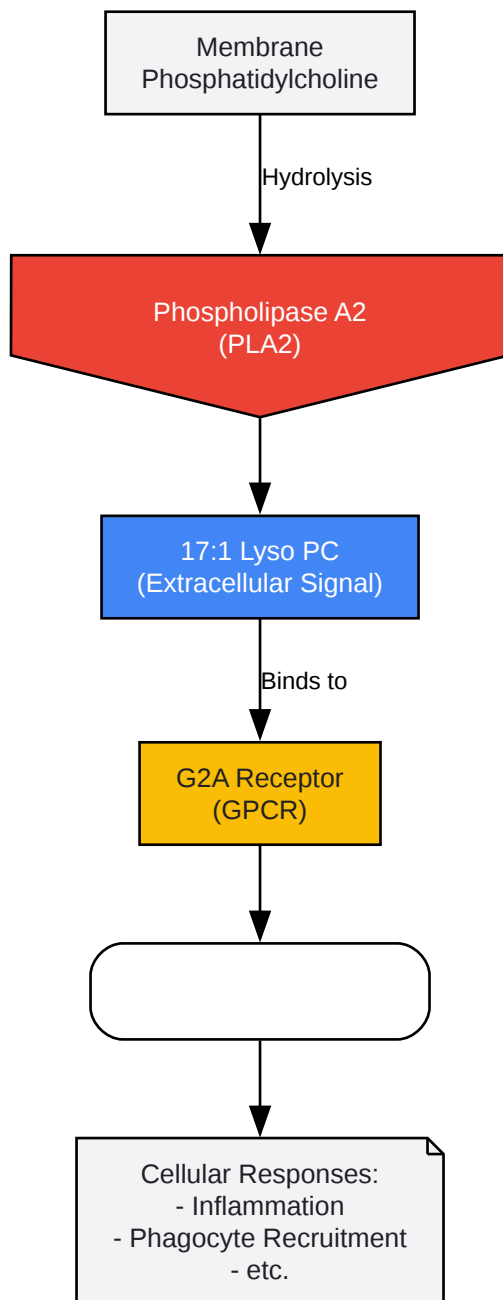 Membrane
Phosphatidylcholine
Hydrolysis
Phospholipase A2
(PLA2)
17:1 Lyso PC
(Extracellular Signal)
Binds to
G2A Receptor
(GPCR)
Cellular Responses:
- Inflammation
- Phagocyte Recruitment
- etc.